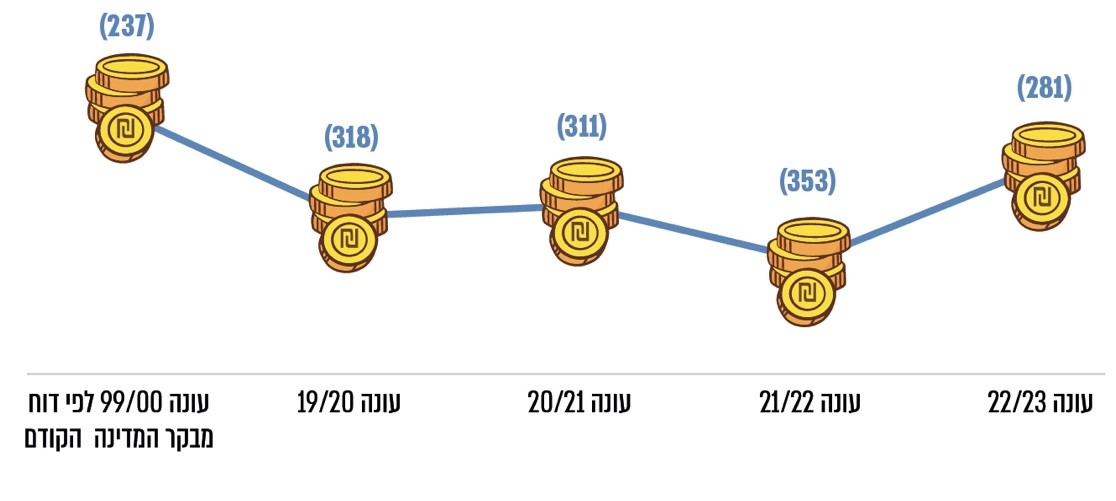 (237)
(318)
(311)
(353)
(281)
עונה 99/00 לפי דוח
מבקר המדינה הקודם
עונה 19/20
עונה 20/21
עונה 21/22
עונה 22/23